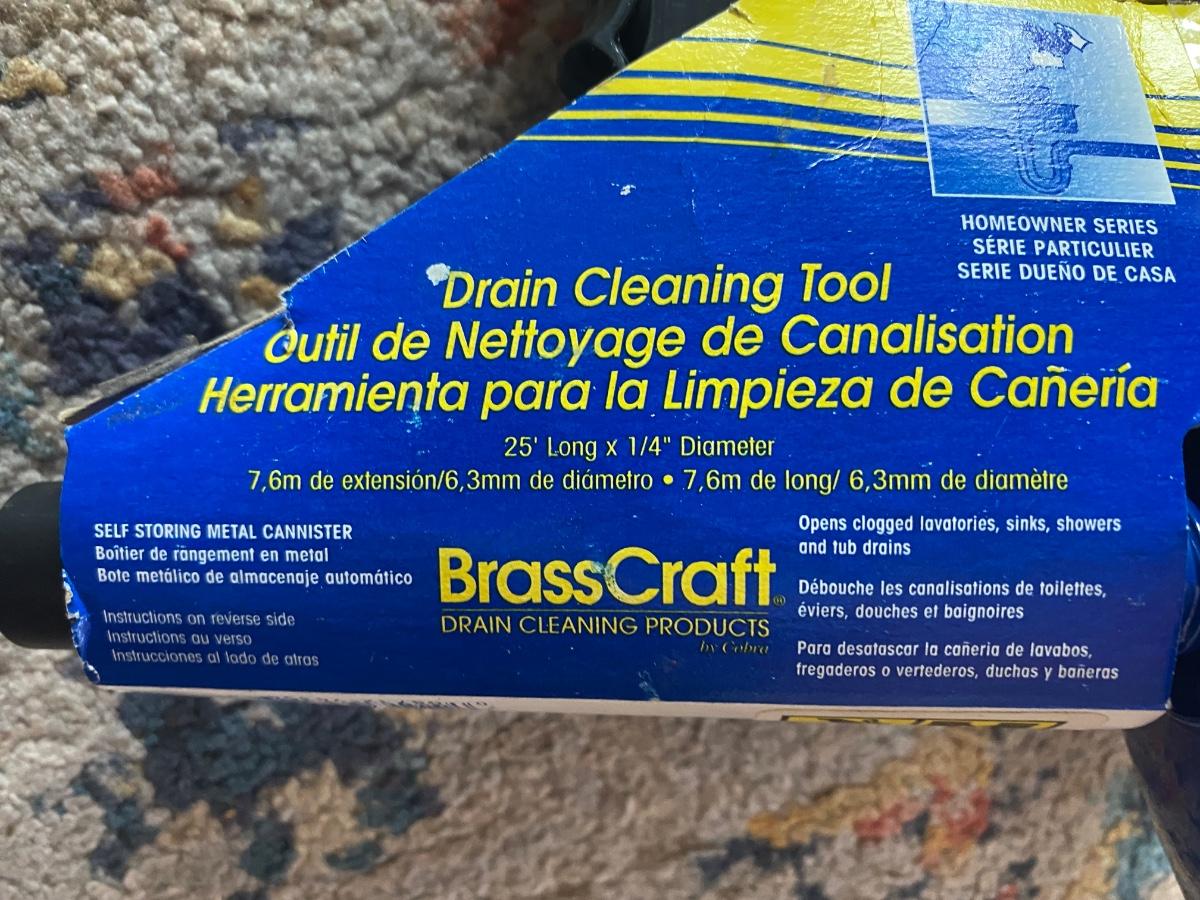 HOMEOWNER SERIES
SÉRIE PARTICULIER
SERIE DUEÑO DE CASA
Drain Cleaning Tool
Outil de Nettoyage de Canalisation
Herramienta para la Limpieza de Cañería
25' Long x 1/4" Diameter
7,6m de extensión/6,3mm de diámetro • 7,6m de long/ 6,3mm de diamètre
SELF STORING METAL CANNISTER
Boîtier de rangement en metal
Bote metálico de almacenaje automático
Instructions on reverse side
Instructions au verso
Instrucciones al lado de atras
BrassCraft®
DRAIN CLEANING PRODUCTS
by Cobra
Opens clogged lavatories, sinks, showers
and tub drains
Débouche les canalisations de toilettes,
éviers, douches et baignoires
Para desatascar la cañeria de lavabos,
fregaderos o vertederos, duchas y bañeras